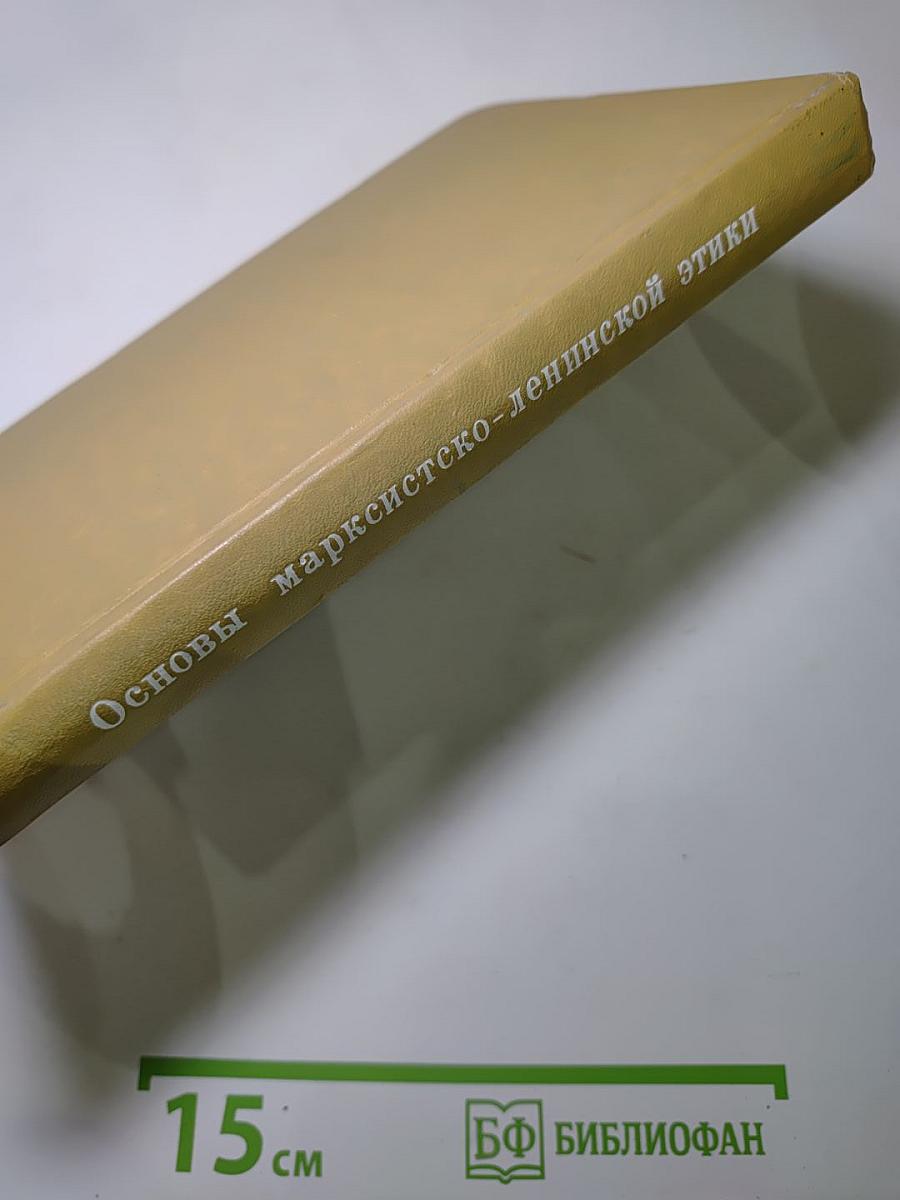 Основы марксистско-ленинской этики
15 см
БФ БИБЛИОФАН